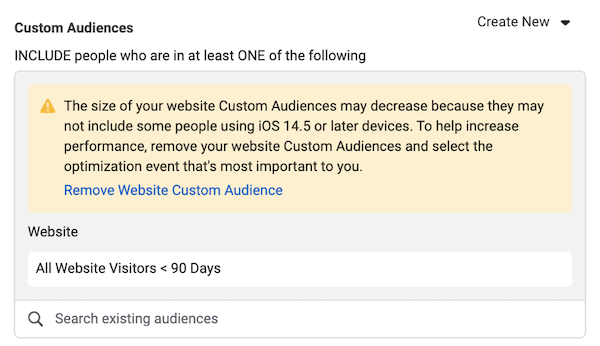 Custom Audiences
Create New
INCLUDE people who are in at least ONE of the following
The size of your website Custom Audiences may decrease because they may
not include some people using iOS 14.5 or later devices. To help increase
performance, remove your website Custom Audiences and select the
optimization event that's most important to you.
Remove Website Custom Audience
Website
All Website Visitors < 90 Days
Search existing audiences